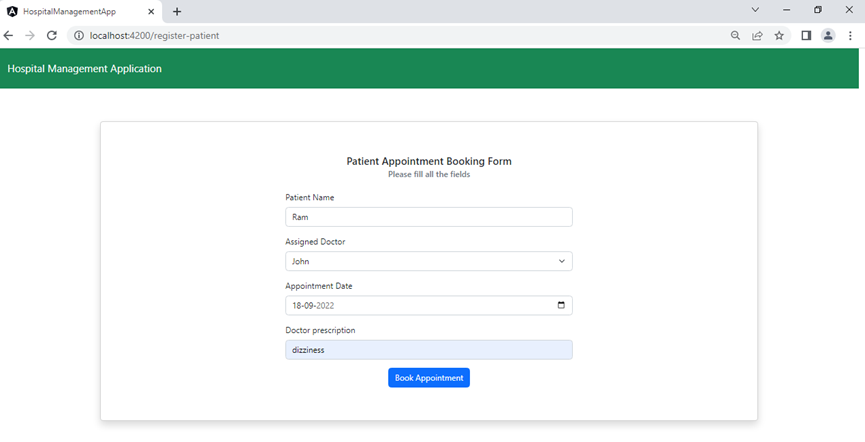 HospitalManagementApp
localhost:4200/register-patient
Hospital Management Application
Patient Appointment Booking Form
Please fill all the fields
Patient Name
Ram
Assigned Doctor
John
Appointment Date
18-09-2022
Doctor prescription
dizziness
Book Appointment